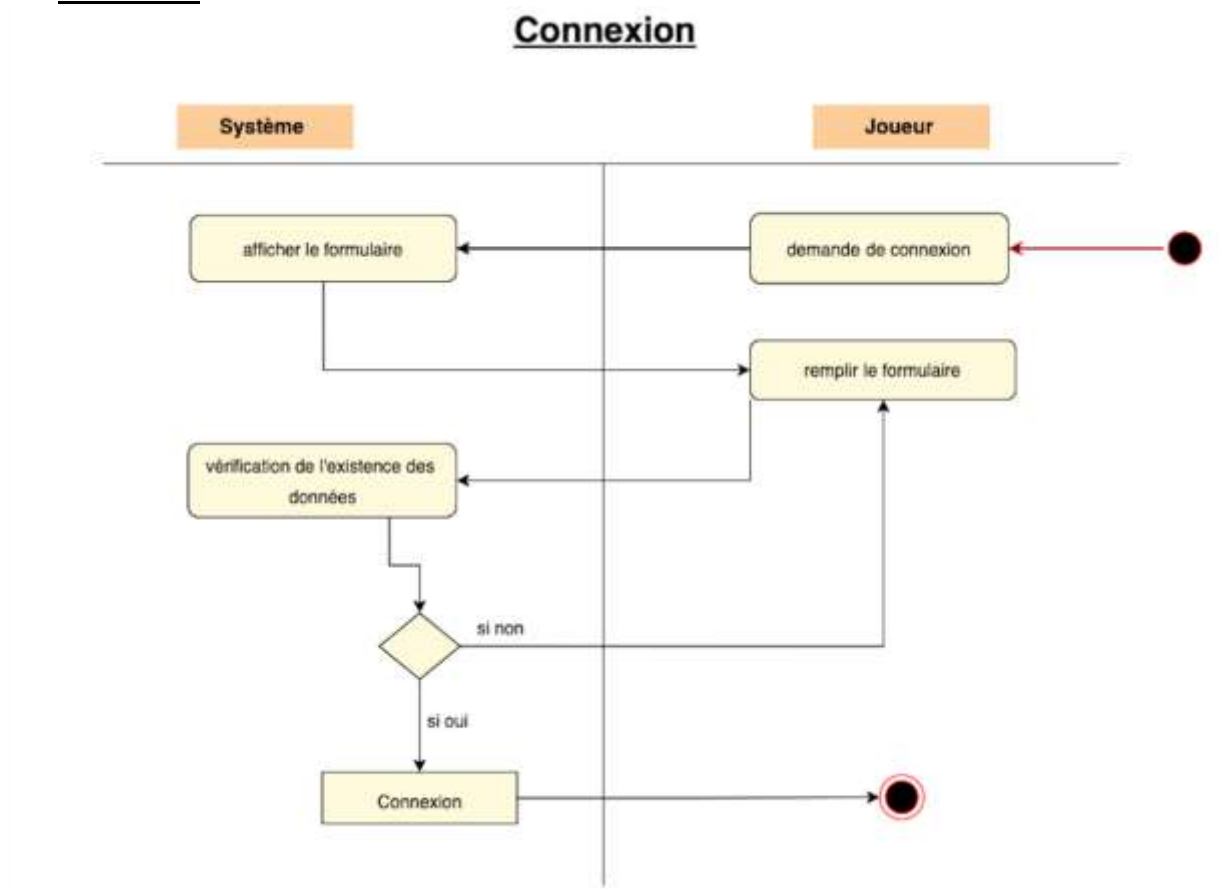 Connexion
Système
Joueur
afficher le formulaire
demande de connexion
remplir le formulaire
vérification de l'existence des
données
si non
si oui
Connexion